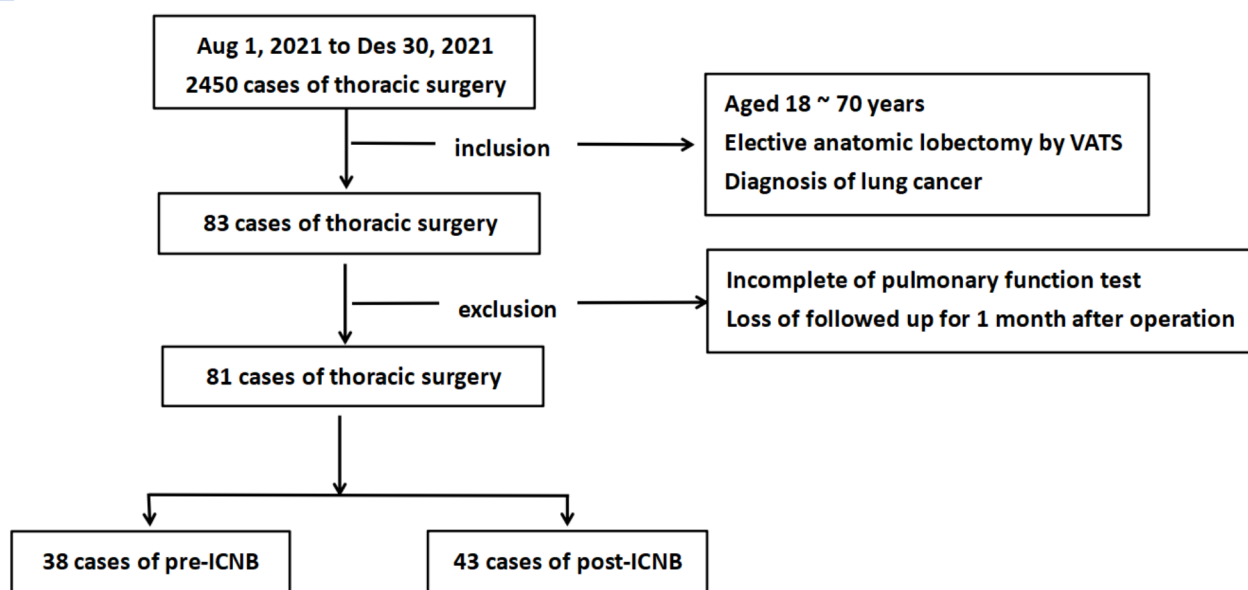 Aug 1, 2021 to Des 30, 2021
2450 cases of thoracic surgery
inclusion
Aged 18 ~ 70 years
Elective anatomic lobectomy by VATS
Diagnosis of lung cancer
83 cases of thoracic surgery
exclusion
Incomplete of pulmonary function test
Loss of followed up for 1 month after operation
81 cases of thoracic surgery
38 cases of pre-ICNB
43 cases of post-ICNB